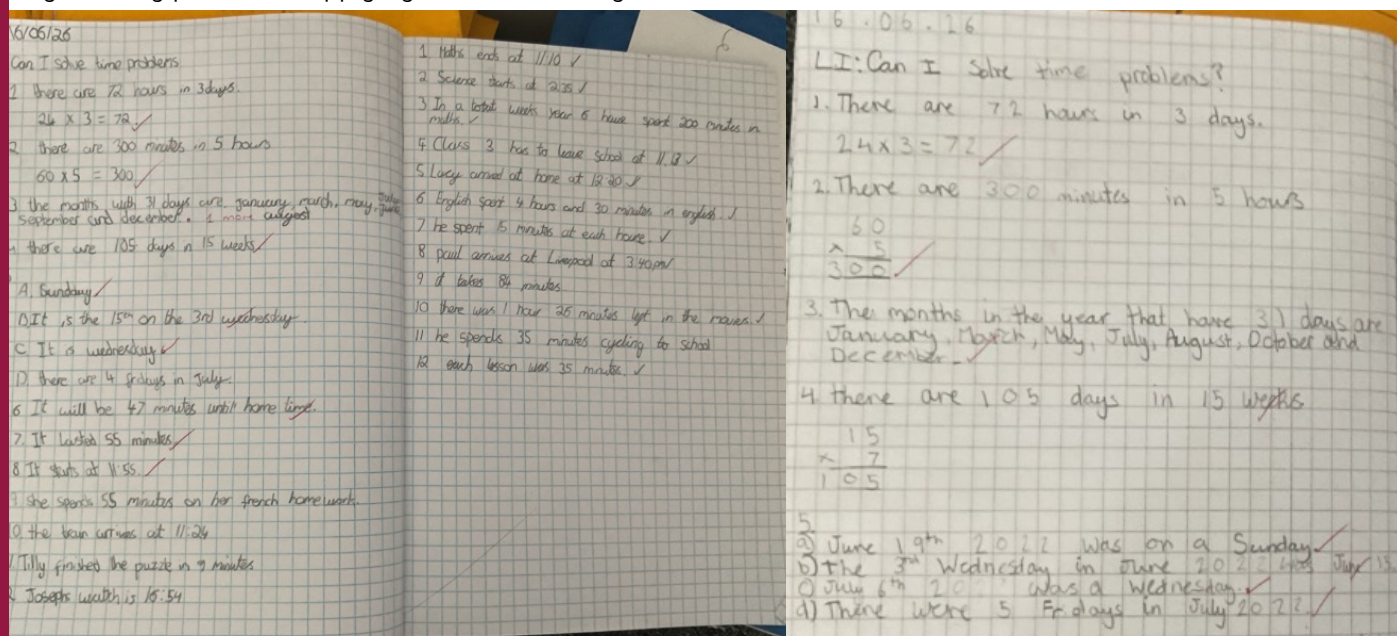 16/06/26
Can I solve time problems
1 there are 72 hours in 3 days.
24 x 3 = 72
2 there are 300 minutes in 5 hours
60 x 5 = 300
3 the months with 31 days are, january, march, may, July
September and december. 1 more august
there are 105 days in 15 weeks
A. Sunday
It is the 15th on the 3rd wednesday.
C It is wednesday
D. there are 4 fridays in July
6 It will be 47 minutes until home time.
7. It lasted 55 minutes
8 It starts at 11:55
9 She spends 55 minutes on her french homework.
10. the train arrives at 11:24
Tilly finished the puzzle in 9 minutes
Josephs watch is 15:54
1 Maths ends at 11:10
2 Science starts at 2:35
3 In a total week year 6 have spent 200 minutes in
maths.
4 Class 3 has to leave school at 11.13
5 Lucy arrived at home at 12:20
6 English spent 4 hours and 30 minutes in english.
7 he spent 15 minutes at each house.
8 paul arrives at Liverpool at 3:40pm
9 it takes 84 minutes
10 there was 1 hour 26 minutes left in the movies.
11 he spends 35 minutes cycling to school
12 each lesson was 35 minutes.
16.06.26
LI: Can I solve time problems?
1. There are 72 hours in 3 days.
24x3=72
2. There are 300 minutes in 5 hours
60
x 5
300
3. The months in the year that have 31 days are
January, March, May, July, August, October and
December.
4 there are 105 days in 15 weeks
15
x 7
105
5
a) June 19th 2022 was on a Sunday.
b) The 3rd Wednesday in June 2022 was June 15.
c) July 6th 20 was a wednesday.
d) There were 5 Fridays in July 2022.